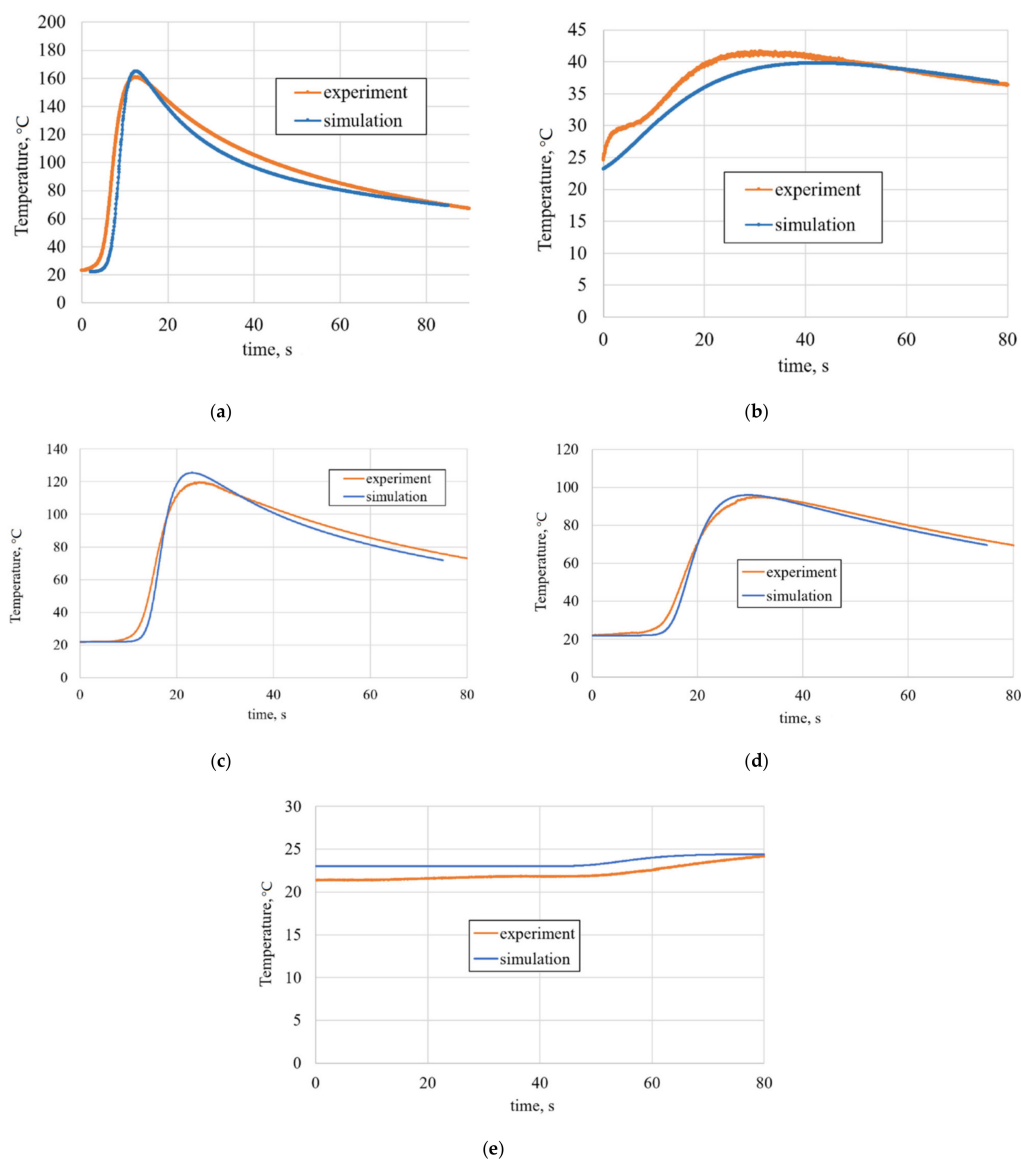 200
180
160
140
120
100
80
60
40
20
0
Temperature, °C
experiment
simulation
0 20 40 60 80
time, s
(a)
45
40
35
30
25
20
15
10
5
0
Temperature, °C
experiment
simulation
0 20 40 60 80
time, s
(b)
140
120
100
80
60
40
20
0
Temperature, °C
experiment
simulation
0 20 40 60 80
time, s
(c)
120
100
80
60
40
20
0
Temperature, °C
experiment
simulation
0 20 40 60 80
time, s
(d)
30
25
20
15
10
5
0
Temperature, °C
experiment
simulation
0 20 40 60 80
time, s
(e)